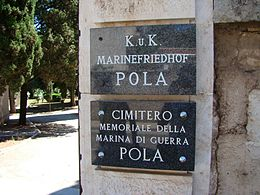 K.u.K.
MARINEFRIEDHOF
POLA
CIMITERO
MEMORIALE DELLA
MARINA DI GUERRA
POLA